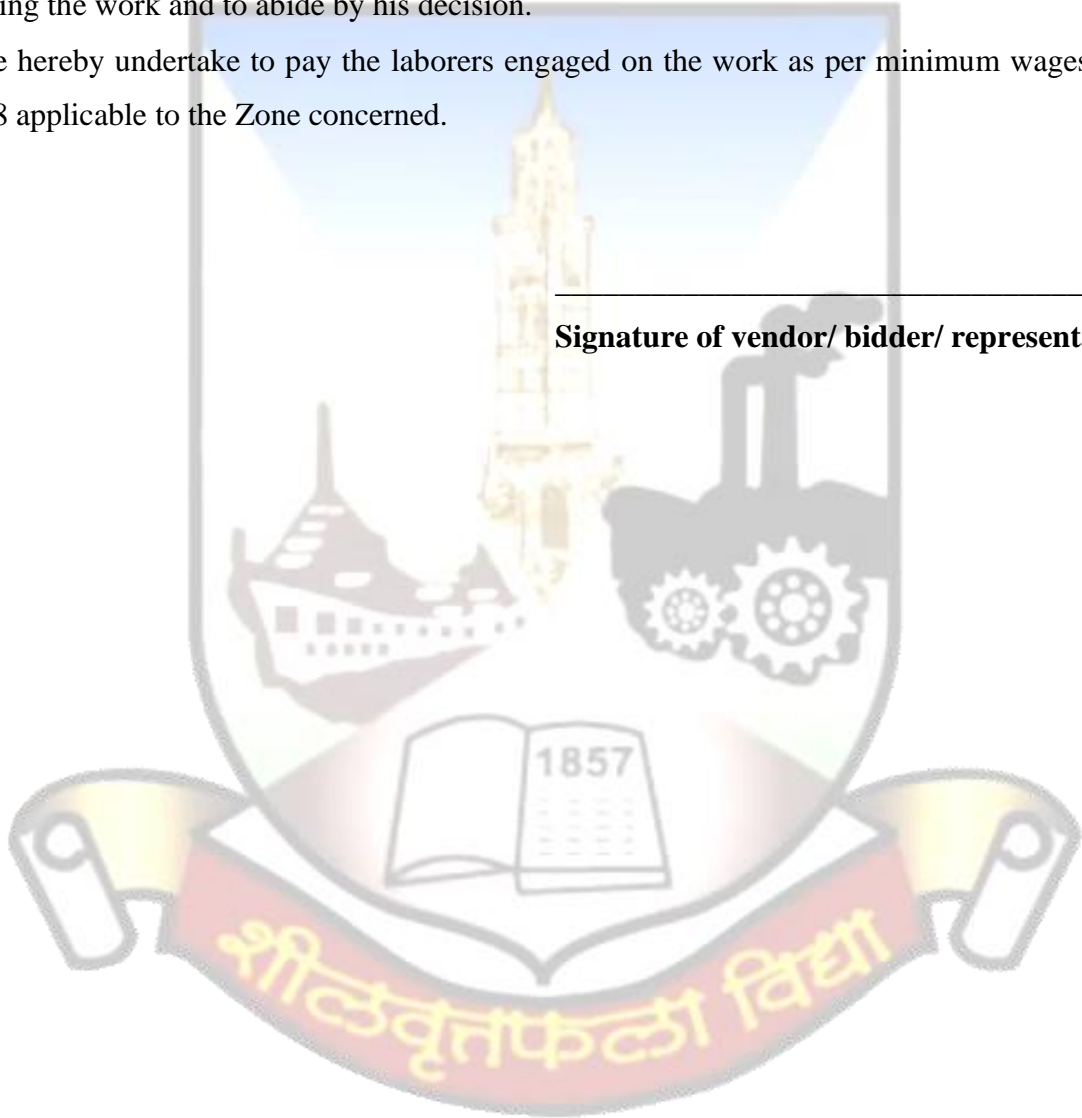 ing the work and to abide by his decision.
e hereby undertake to pay the laborers engaged on the work as per minimum wages
8 applicable to the Zone concerned.
Signature of vendor/ bidder/ represent
1857
शीलवृतफला विद्या